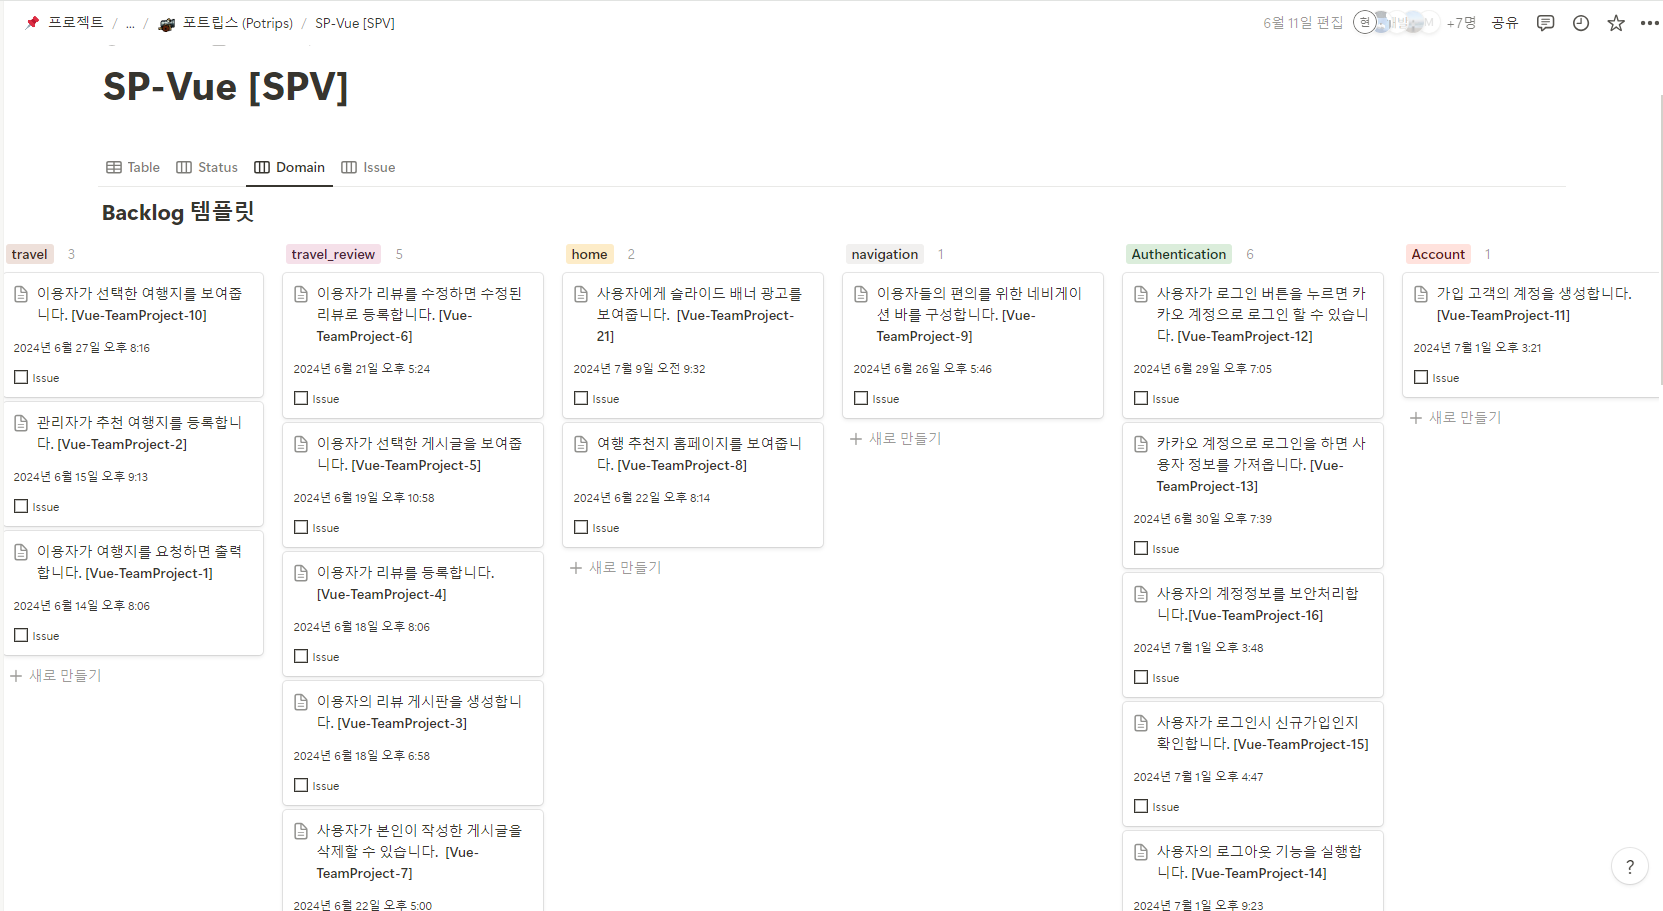 프로젝트 / ... / 포트립스 (Potrips) / SP-Vue [SPV]
6월 11일 편집
현
M
+7명
공유
SP-Vue [SPV]
Table
Status
Domain
Issue
Backlog 템플릿
travel 3
이용자가 선택한 여행지를 보여줍
니다. [Vue-TeamProject-10]
2024년 6월 27일 오후 8:16
Issue
관리자가 추천 여행지를 등록합니
다. [Vue-TeamProject-2]
2024년 6월 15일 오후 9:13
Issue
이용자가 여행지를 요청하면 출력
합니다. [Vue-TeamProject-1]
2024년 6월 14일 오후 8:06
Issue
새로 만들기
travel_review 5
이용자가 리뷰를 수정하면 수정된
리뷰로 등록합니다. [Vue-
TeamProject-6]
2024년 6월 21일 오후 5:24
Issue
이용자가 선택한 게시글을 보여줍
니다. [Vue-TeamProject-5]
2024년 6월 19일 오후 10:58
Issue
이용자가 리뷰를 등록합니다.
[Vue-TeamProject-4]
2024년 6월 18일 오후 8:06
Issue
이용자의 리뷰 게시판을 생성합니
다. [Vue-TeamProject-3]
2024년 6월 18일 오후 6:58
Issue
사용자가 본인이 작성한 게시글을
삭제할 수 있습니다. [Vue-
TeamProject-7]
2024년 6월 22일 오후 5:00
home 2
사용자에게 슬라이드 배너 광고를
보여줍니다. [Vue-TeamProject-
21]
2024년 7월 9일 오전 9:32
Issue
여행 추천지 홈페이지를 보여줍니
다. [Vue-TeamProject-8]
2024년 6월 22일 오후 8:14
Issue
새로 만들기
navigation 1
이용자들의 편의를 위한 네비게이
션 바를 구성합니다. [Vue-
TeamProject-9]
2024년 6월 26일 오후 5:46
Issue
새로 만들기
Authentication 6
사용자가 로그인 버튼을 누르면 카
카오 계정으로 로그인 할 수 있습니
다. [Vue-TeamProject-12]
2024년 6월 29일 오후 7:05
Issue
카카오 계정으로 로그인을 하면 사
용자 정보를 가져옵니다. [Vue-
TeamProject-13]
2024년 6월 30일 오후 7:39
Issue
사용자의 계정정보를 보안처리합
니다.[Vue-TeamProject-16]
2024년 7월 1일 오후 3:48
Issue
사용자가 로그인시 신규가입인지
확인합니다. [Vue-TeamProject-15]
2024년 7월 1일 오후 4:47
Issue
사용자의 로그아웃 기능을 실행합
니다. [Vue-TeamProject-14]
2024년 7월 1일 오후 9:23
Account 1
가입 고객의 계정을 생성합니다.
[Vue-TeamProject-11]
2024년 7월 1일 오후 3:21
Issue
새로 만들기
?